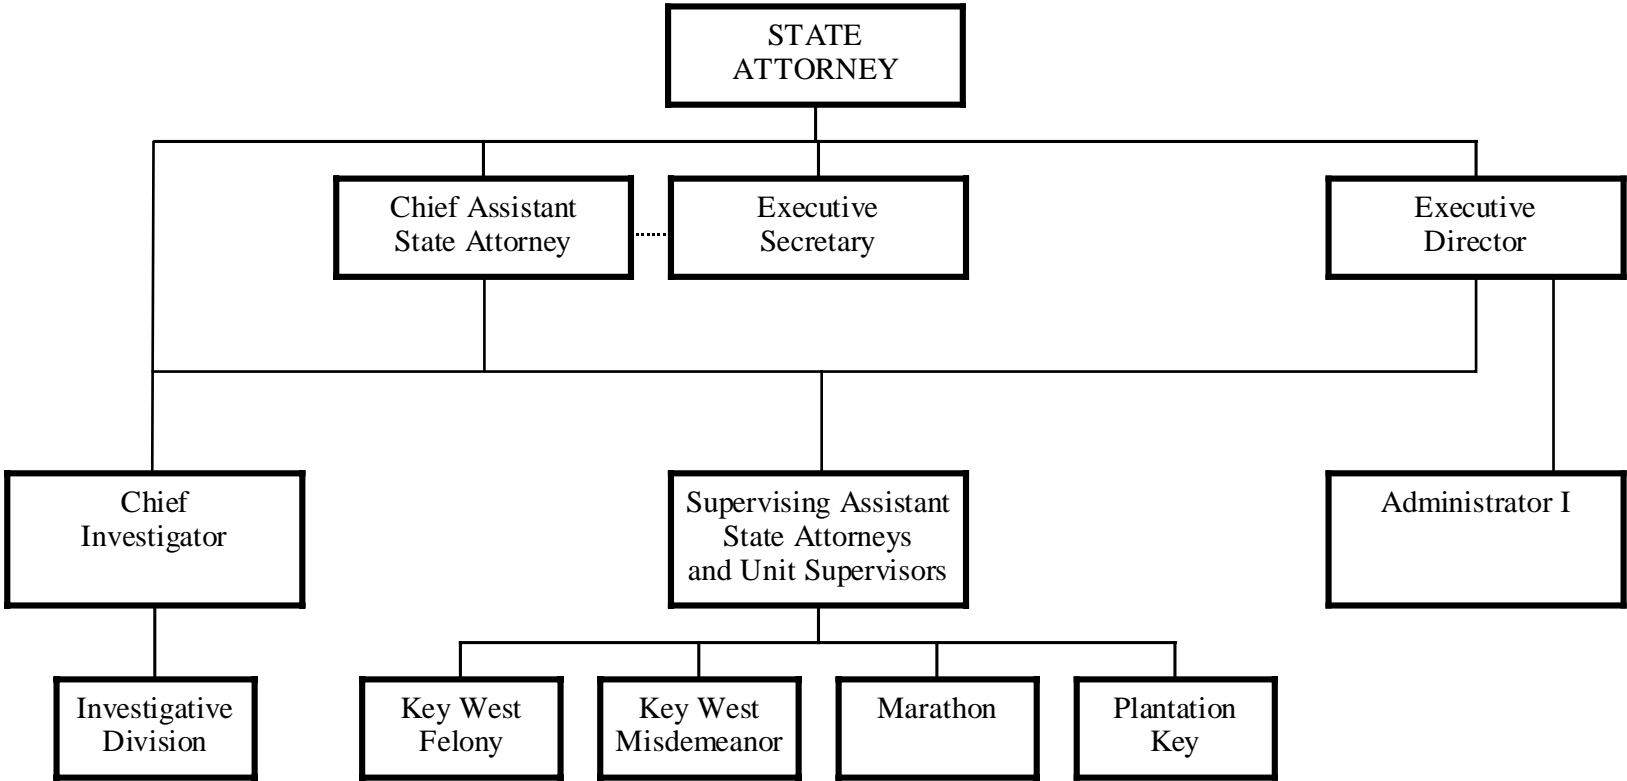 STATE
ATTORNEY
Chief Assistant
State Attorney
Executive
Secretary
Executive
Director
Chief
Investigator
Supervising Assistant
State Attorneys
and Unit Supervisors
Administrator I
Investigative
Division
Key West
Felony
Key West
Misdemeanor
Marathon
Plantation
Key